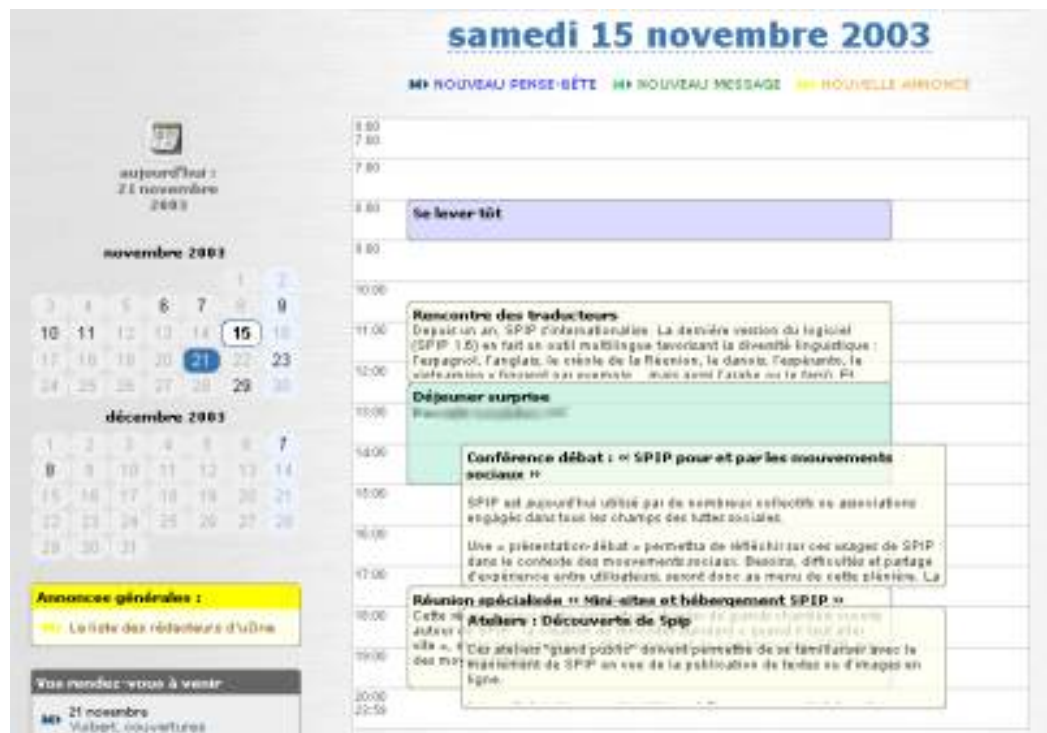 samedi 15 novembre 2003
NOUVEAU PENSE-BÊTE NOUVEAU MESSAGE NOUVELLE ANNONCE
aujourd'hui :
21 novembre
2003
novembre 2003
1 2
3 4 5 6 7 8 9
10 11 12 13 14 15 16
17 18 19 20 21 22 23
24 25 26 27 28 29 30
décembre 2003
1 2 3 4 5 6 7
8 9 10 11 12 13 14
15 16 17 18 19 20 21
22 23 24 25 26 27 28
29 30 31
Annonces générales :
La liste des rédacteurs d'uZine
Vos rendez-vous à venir
21 novembre
couvertures
7:00
7:00
8:00
Se lever tôt
9:00
10:00
Rencontre des traducteurs
11:00
Depuis un an, SPIP s'internationalise. La dernière version du logiciel
(SPIP 1.6) en fait un outil multilingue favorisant la diversité linguistique :
l'espagnol, l'anglais, le créole de la Réunion, le danois, l'espéranto, le
12:00
Déjeuner surprise
13:00
14:00
Conférence débat : « SPIP pour et par les mouvements
sociaux »
15:00
SPIP est aujourd'hui utilisé par de nombreux collectifs ou associations
engagés dans tous les champs des luttes sociales.
16:00
Une « présentation-débat » permettra de réfléchir sur ces usages de SPIP
dans le contexte des mouvements sociaux. Besoins, difficultés et partage
17:00
d'expérience entre utilisateurs, seront donc au menu de cette plénière. La
Réunion spécialisée « Mini-sites et hébergement SPIP »
18:00
Cette
Ateliers : Découverte de Spip
autour
19:00
Ces ateliers "grand public" doivent permettre de se familiariser avec le
maniement de SPIP en vue de la publication de textes ou d'images en
ligne.
20:00
23:59